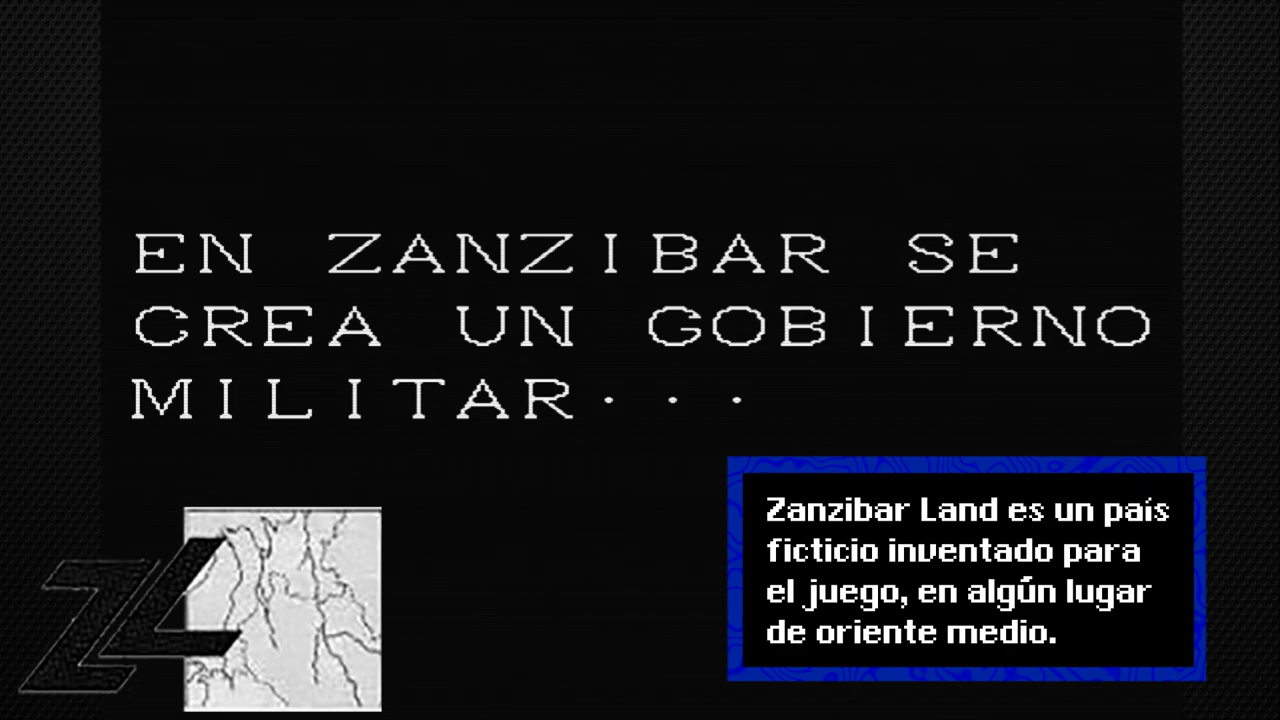 EN ZANZIBAR SE
CREA UN GOBIERNO
MILITAR...
Zanzibar Land es un país
ficticio inventado para
el juego, en algún lugar
de oriente medio.
ZL